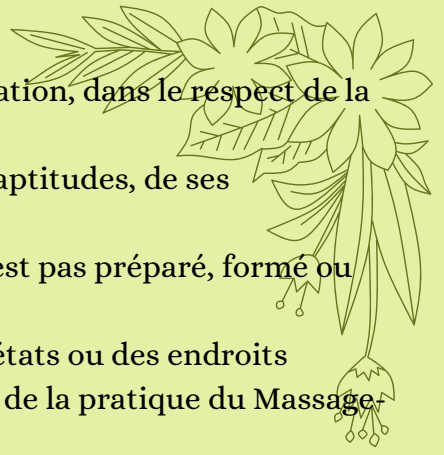 ation, dans le respect de la
aptitudes, de ses
est pas préparé, formé ou
états ou des endroits
de la pratique du Massage-